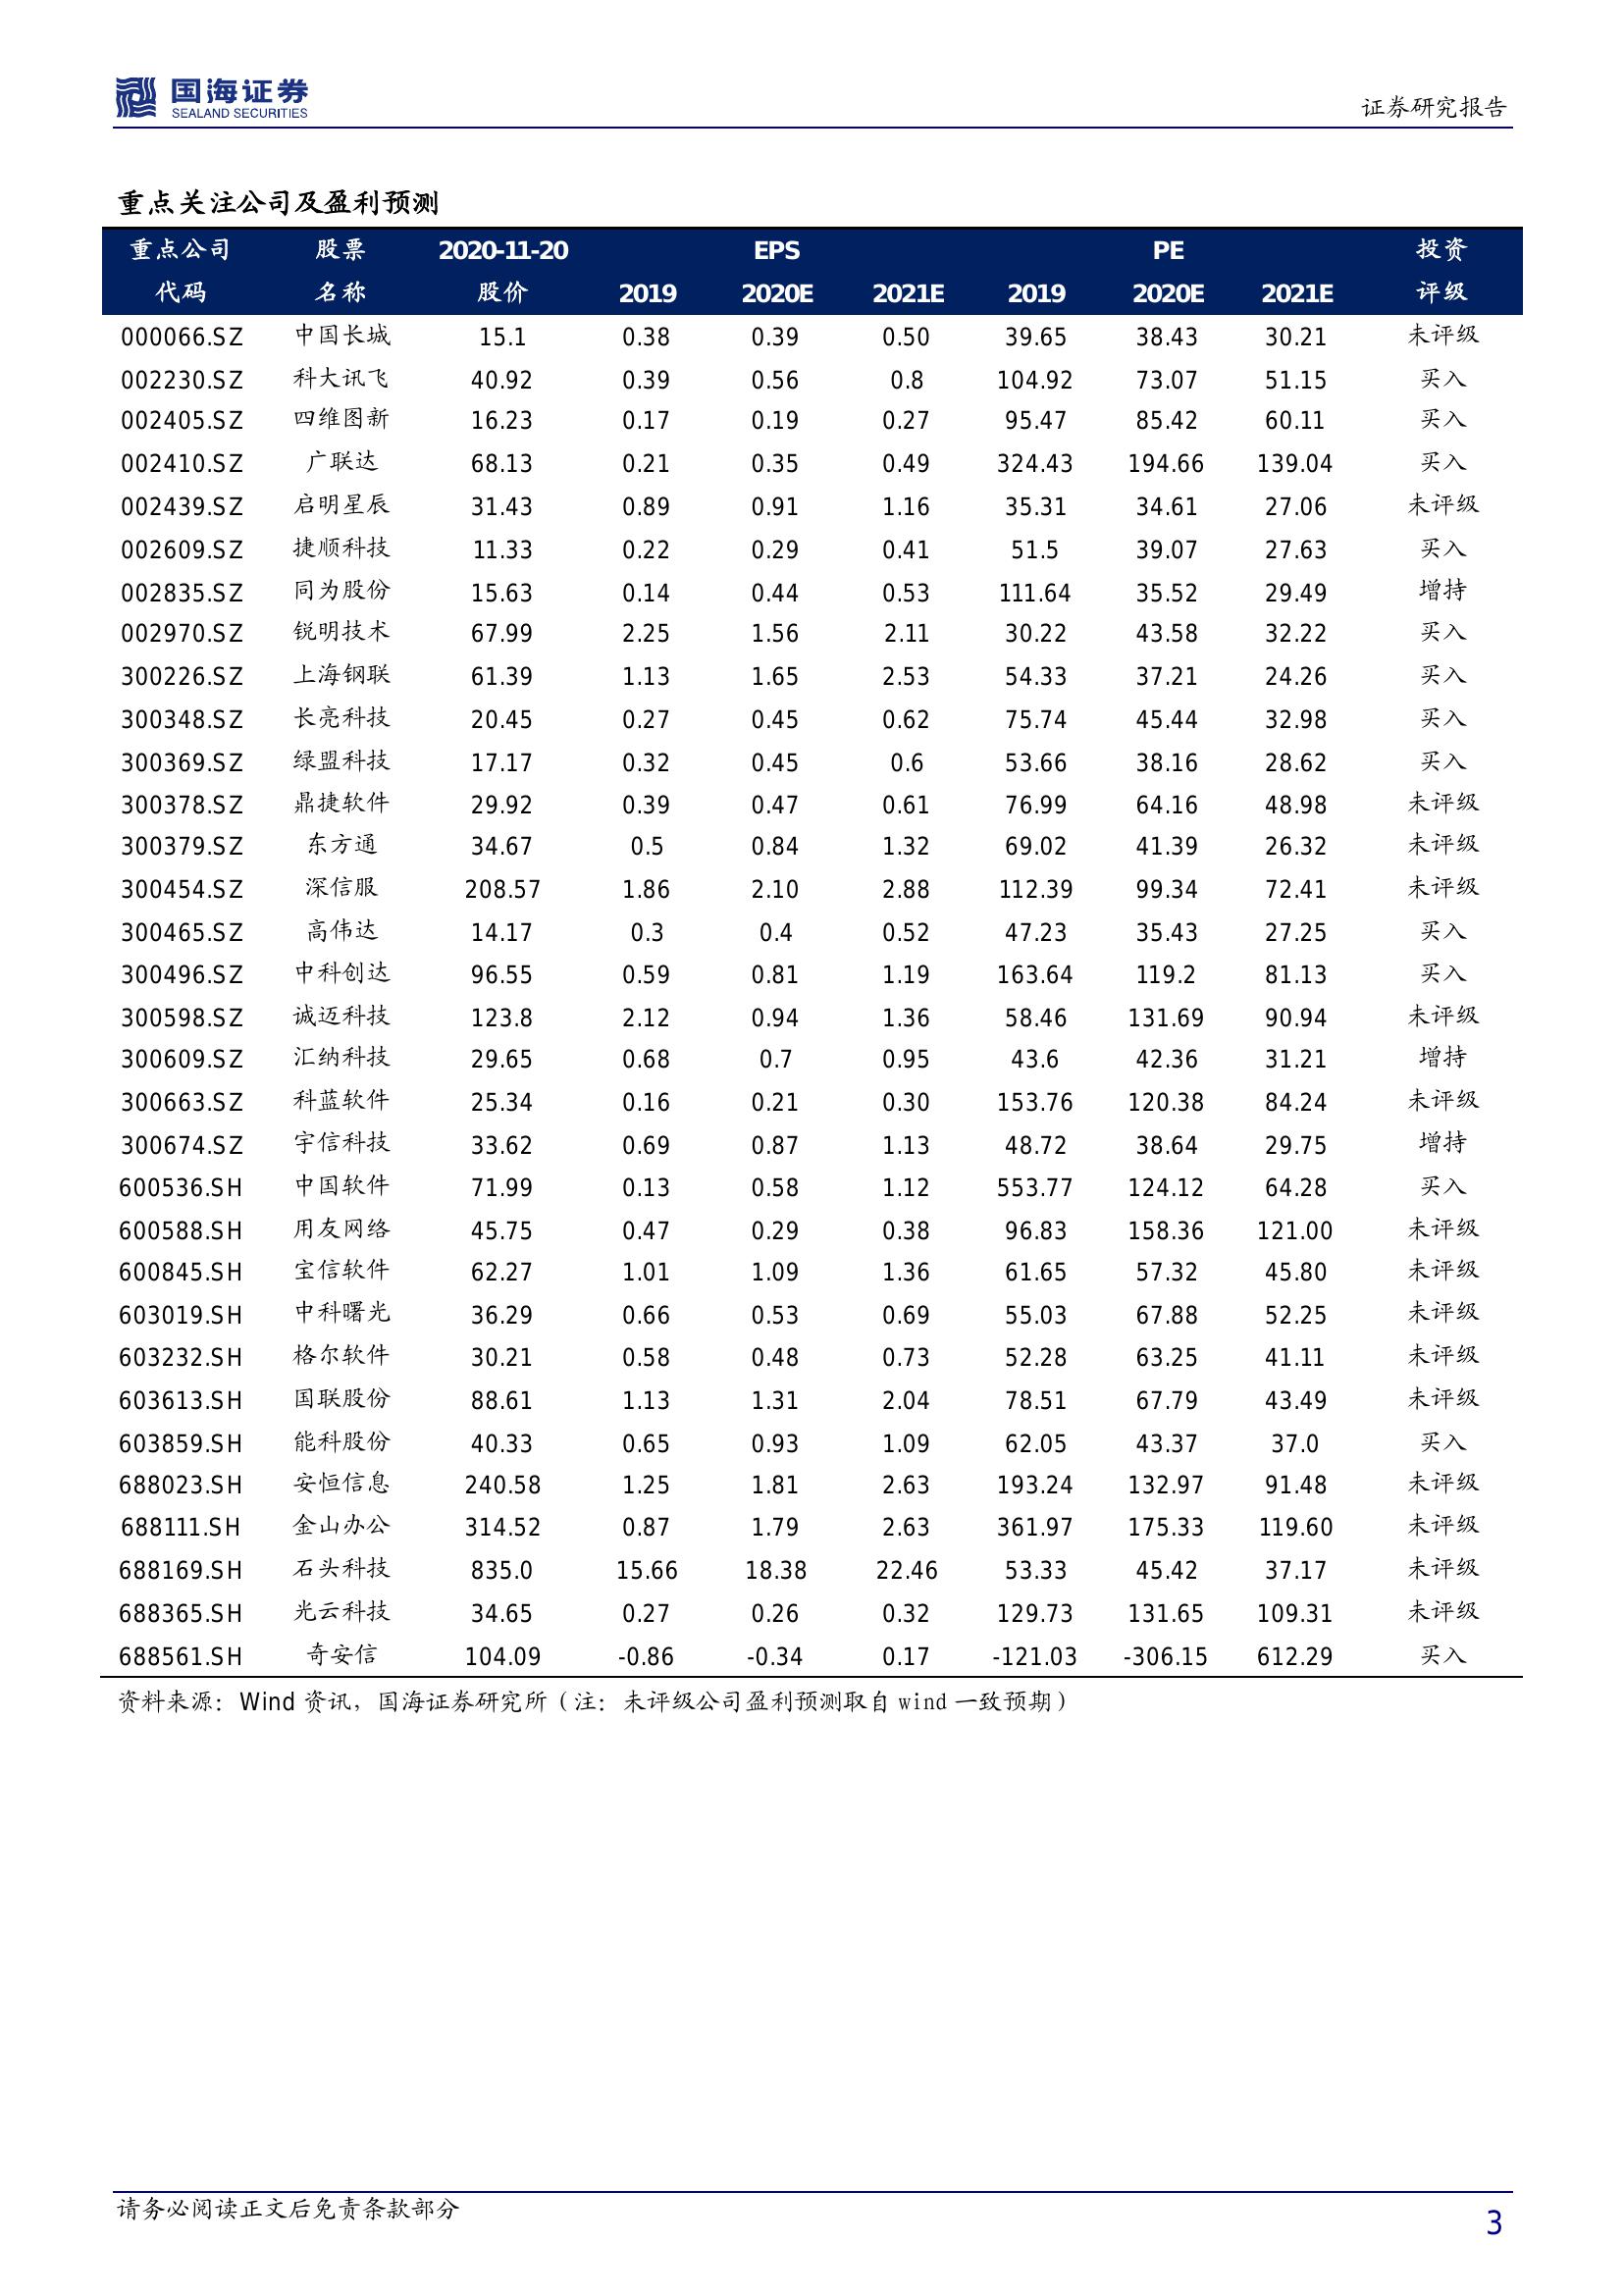 国海证券
SEALAND SECURITIES
证券研究报告
重点关注公司及盈利预测
重点公司 股票 2020-11-20 EPS PE 投资
代码 名称 股价 2019 2020E 2021E 2019 2020E 2021E 评级
000066.SZ 中国长城 15.1 0.38 0.39 0.50 39.65 38.43 30.21 未评级
002230.SZ 科大讯飞 40.92 0.39 0.56 0.8 104.92 73.07 51.15 买入
002405.SZ 四维图新 16.23 0.17 0.19 0.27 95.47 85.42 60.11 买入
002410.SZ 广联达 68.13 0.21 0.35 0.49 324.43 194.66 139.04 买入
002439.SZ 启明星辰 31.43 0.89 0.91 1.16 35.31 34.61 27.06 未评级
002609.SZ 捷顺科技 11.33 0.22 0.29 0.41 51.5 39.07 27.63 买入
002835.SZ 同为股份 15.63 0.14 0.44 0.53 111.64 35.52 29.49 增持
002970.SZ 锐明技术 67.99 2.25 1.56 2.11 30.22 43.58 32.22 买入
300226.SZ 上海钢联 61.39 1.13 1.65 2.53 54.33 37.21 24.26 买入
300348.SZ 长亮科技 20.45 0.27 0.45 0.62 75.74 45.44 32.98 买入
300369.SZ 绿盟科技 17.17 0.32 0.45 0.6 53.66 38.16 28.62 买入
300378.SZ 鼎捷软件 29.92 0.39 0.47 0.61 76.99 64.16 48.98 未评级
300379.SZ 东方通 34.67 0.5 0.84 1.32 69.02 41.39 26.32 未评级
300454.SZ 深信服 208.57 1.86 2.10 2.88 112.39 99.34 72.41 未评级
300465.SZ 高伟达 14.17 0.3 0.4 0.52 47.23 35.43 27.25 买入
300496.SZ 中科创达 96.55 0.59 0.81 1.19 163.64 119.2 81.13 买入
300598.SZ 诚迈科技 123.8 2.12 0.94 1.36 58.46 131.69 90.94 未评级
300609.SZ 汇纳科技 29.65 0.68 0.7 0.95 43.6 42.36 31.21 增持
300663.SZ 科蓝软件 25.34 0.16 0.21 0.30 153.76 120.38 84.24 未评级
300674.SZ 宇信科技 33.62 0.69 0.87 1.13 48.72 38.64 29.75 增持
600536.SH 中国软件 71.99 0.13 0.58 1.12 553.77 124.12 64.28 买入
600588.SH 用友网络 45.75 0.47 0.29 0.38 96.83 158.36 121.00 未评级
600845.SH 宝信软件 62.27 1.01 1.09 1.36 61.65 57.32 45.80 未评级
603019.SH 中科曙光 36.29 0.66 0.53 0.69 55.03 67.88 52.25 未评级
603232.SH 格尔软件 30.21 0.58 0.48 0.73 52.28 63.25 41.11 未评级
603613.SH 国联股份 88.61 1.13 1.31 2.04 78.51 67.79 43.49 未评级
603859.SH 能科股份 40.33 0.65 0.93 1.09 62.05 43.37 37.0 买入
688023.SH 安恒信息 240.58 1.25 1.81 2.63 193.24 132.97 91.48 未评级
688111.SH 金山办公 314.52 0.87 1.79 2.63 361.97 175.33 119.60 未评级
688169.SH 石头科技 835.0 15.66 18.38 22.46 53.33 45.42 37.17 未评级
688365.SH 光云科技 34.65 0.27 0.26 0.32 129.73 131.65 109.31 未评级
688561.SH 奇安信 104.09 -0.86 -0.34 0.17 -121.03 -306.15 612.29 买入
资料来源：Wind 资讯，国海证券研究所（注：未评级公司盈利预测取自 wind 一致预期）
请务必阅读正文后免责条款部分
3